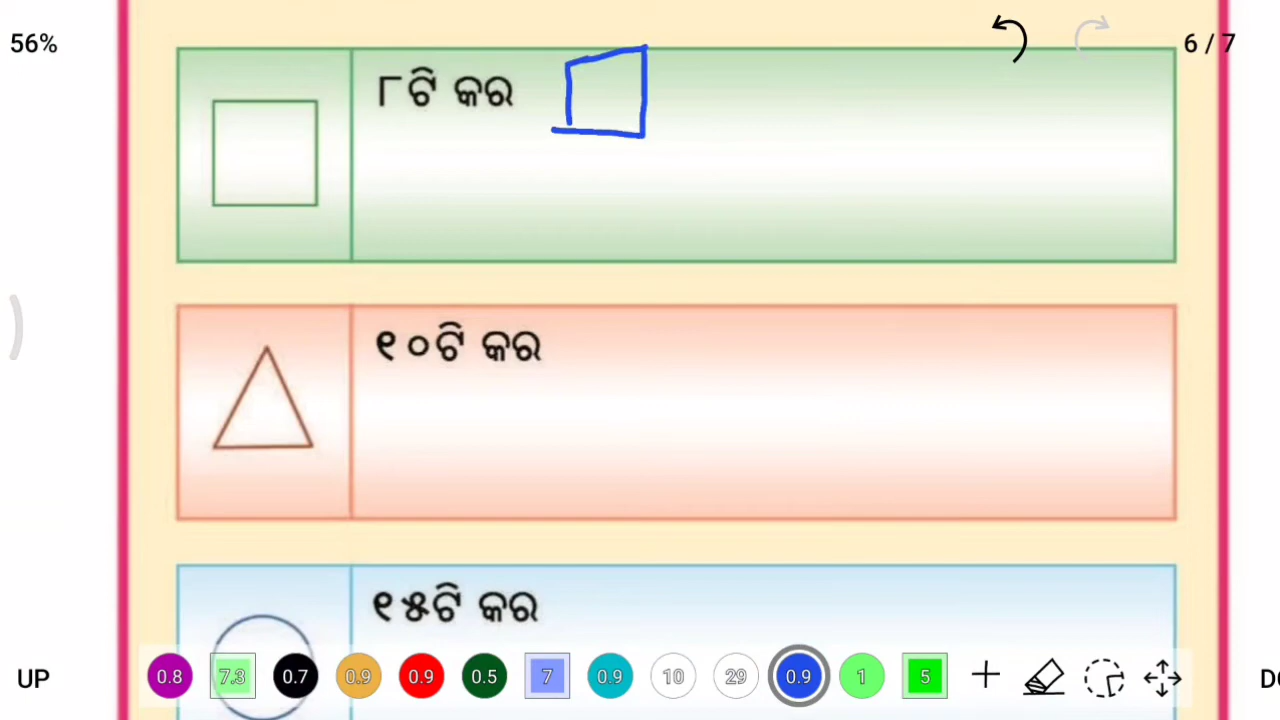 56%
6 / 7
୮ଟି କର
୧୦ଟି କର
୧୫ଟି କର
0.8 7.3 0.7 0.9 0.9 0.5 7 0.9 10 29 0.9 1 5
UP